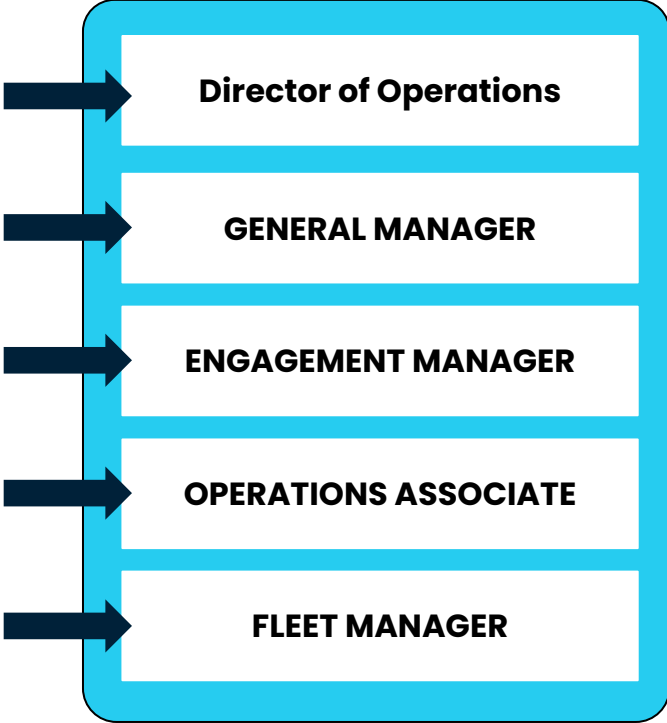 Director of Operations
GENERAL MANAGER
ENGAGEMENT MANAGER
OPERATIONS ASSOCIATE
FLEET MANAGER